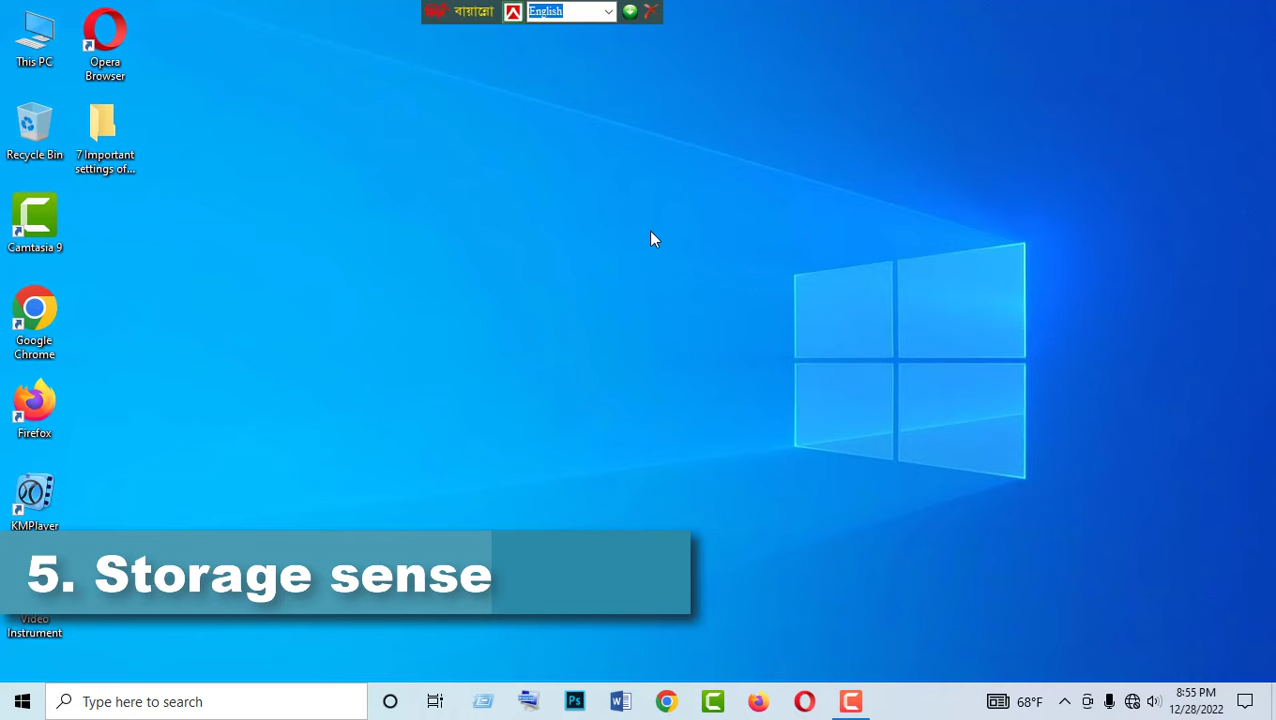 বায়ান্নো
English
This PC
Opera
Browser
Recycle Bin
7 Important
settings of...
Camtasia 9
Google
Chrome
Firefox
KMPlayer
5. Storage sense
Video
Instrument
Type here to search
Ps
W
68°F
8:55 PM
12/28/2022